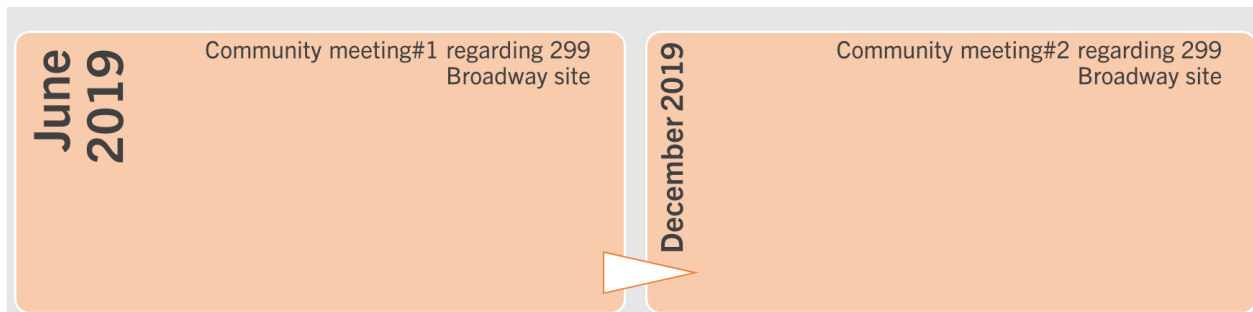 June
2019
Community meeting#1 regarding 299
Broadway site
December 2019
Community meeting#2 regarding 299
Broadway site